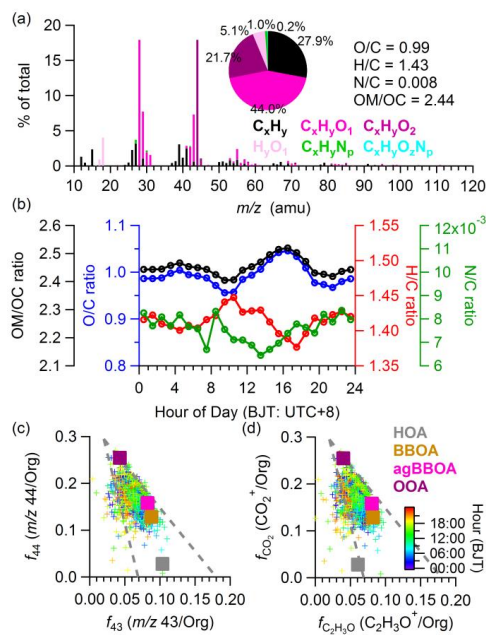 (a)
5.1% 1.0% 0.2%
27.9%
21.7%
44.0%
O/C = 0.99
H/C = 1.43
N/C = 0.008
OM/OC = 2.44
CxHy CxHyO1 CxHyO2
HyO1 CxHyNp CxHyOzNp
% of total
20
15
10
5
0
10 20 30 40 50 60 70 80 90 100 110 120
m/z (amu)
(b)
OM/OC ratio
2.6
2.5
2.4
2.3
2.2
2.1
O/C ratio
1.1
1.0
0.9
0.8
H/C ratio
1.55
1.50
1.45
1.40
1.35
N/C ratio
12x10⁻³
11
10
9
8
7
6
5
4
0 4 8 12 16 20 24
Hour of Day (BJT: UTC+8)
(c)
f44 (m/z 44/Org)
0.3
0.2
0.1
0.0
0.00 0.05 0.10 0.15 0.20
f43 (m/z 43/Org)
(d)
HOA
BBOA
agBBOA
OOA
fCO2 (CO2⁺/Org)
0.3
0.2
0.1
0.0
0.00 0.05 0.10 0.15 0.20
fC2H3O (C2H3O⁺/Org)
18:00
12:00
06:00
00:00
Hour (BJT)